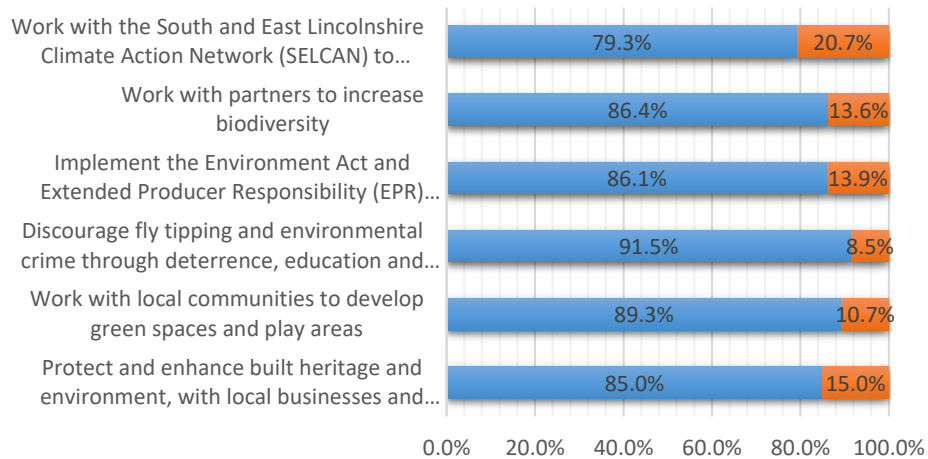 Work with the South and East Lincolnshire
Climate Action Network (SELCAN) to…
79.3%
20.7%
Work with partners to increase
biodiversity
86.4%
13.6%
Implement the Environment Act and
Extended Producer Responsibility (EPR)…
86.1%
13.9%
Discourage fly tipping and environmental
crime through deterrence, education and…
91.5%
8.5%
Work with local communities to develop
green spaces and play areas
89.3%
10.7%
Protect and enhance built heritage and
environment, with local businesses and…
85.0%
15.0%
0.0% 20.0% 40.0% 60.0% 80.0% 100.0%